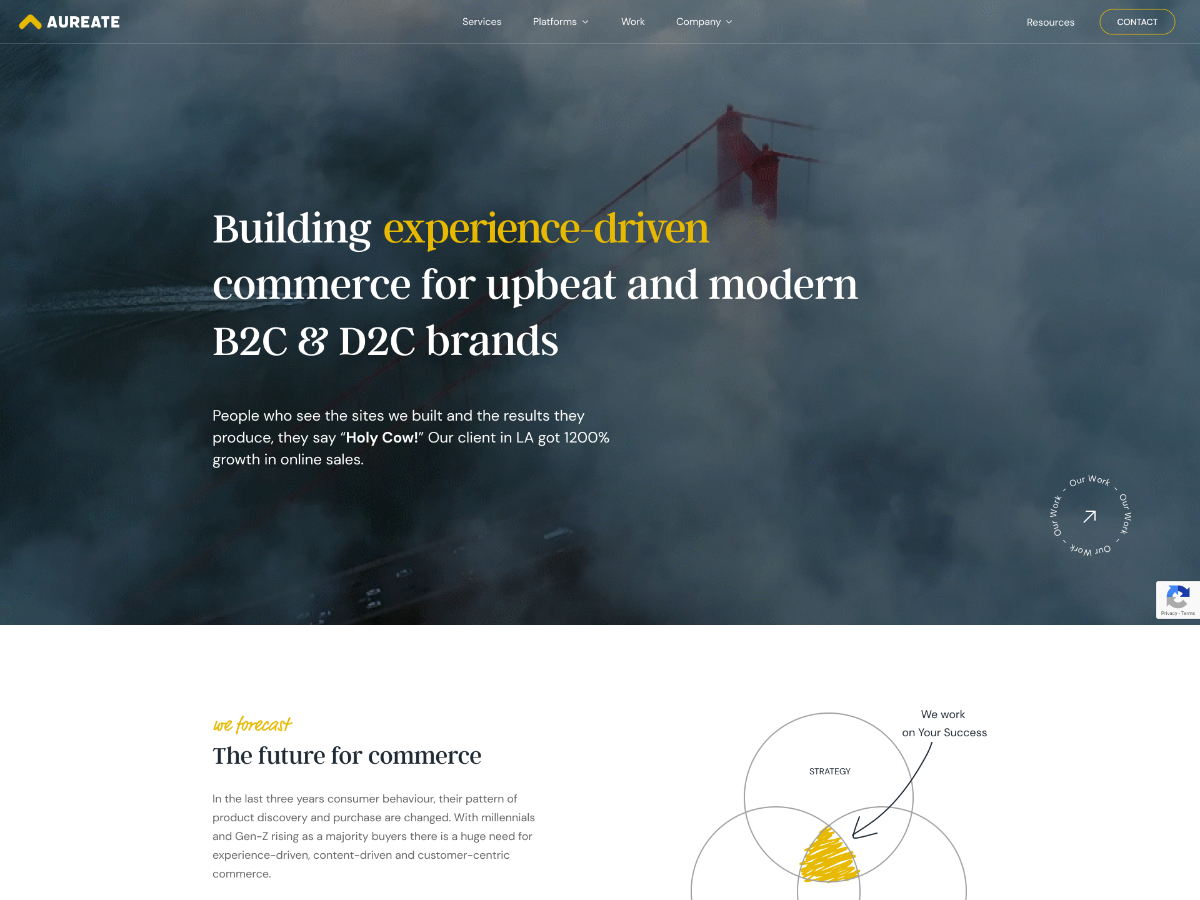 AUREATE
Services
Platforms
Work
Company
Resources
CONTACT
Building experience-driven
commerce for upbeat and modern
B2C & D2C brands
People who see the sites we built and the results they
produce, they say “Holy Cow!” Our client in LA got 1200%
growth in online sales.
Our Work - Our Work - Our Work - Our Work -
Privacy - Terms
we forecast
The future for commerce
In the last three years consumer behaviour, their pattern of
product discovery and purchase are changed. With millennials
and Gen-Z rising as a majority buyers there is a huge need for
experience-driven, content-driven and customer-centric
commerce.
We work
on Your Success
STRATEGY